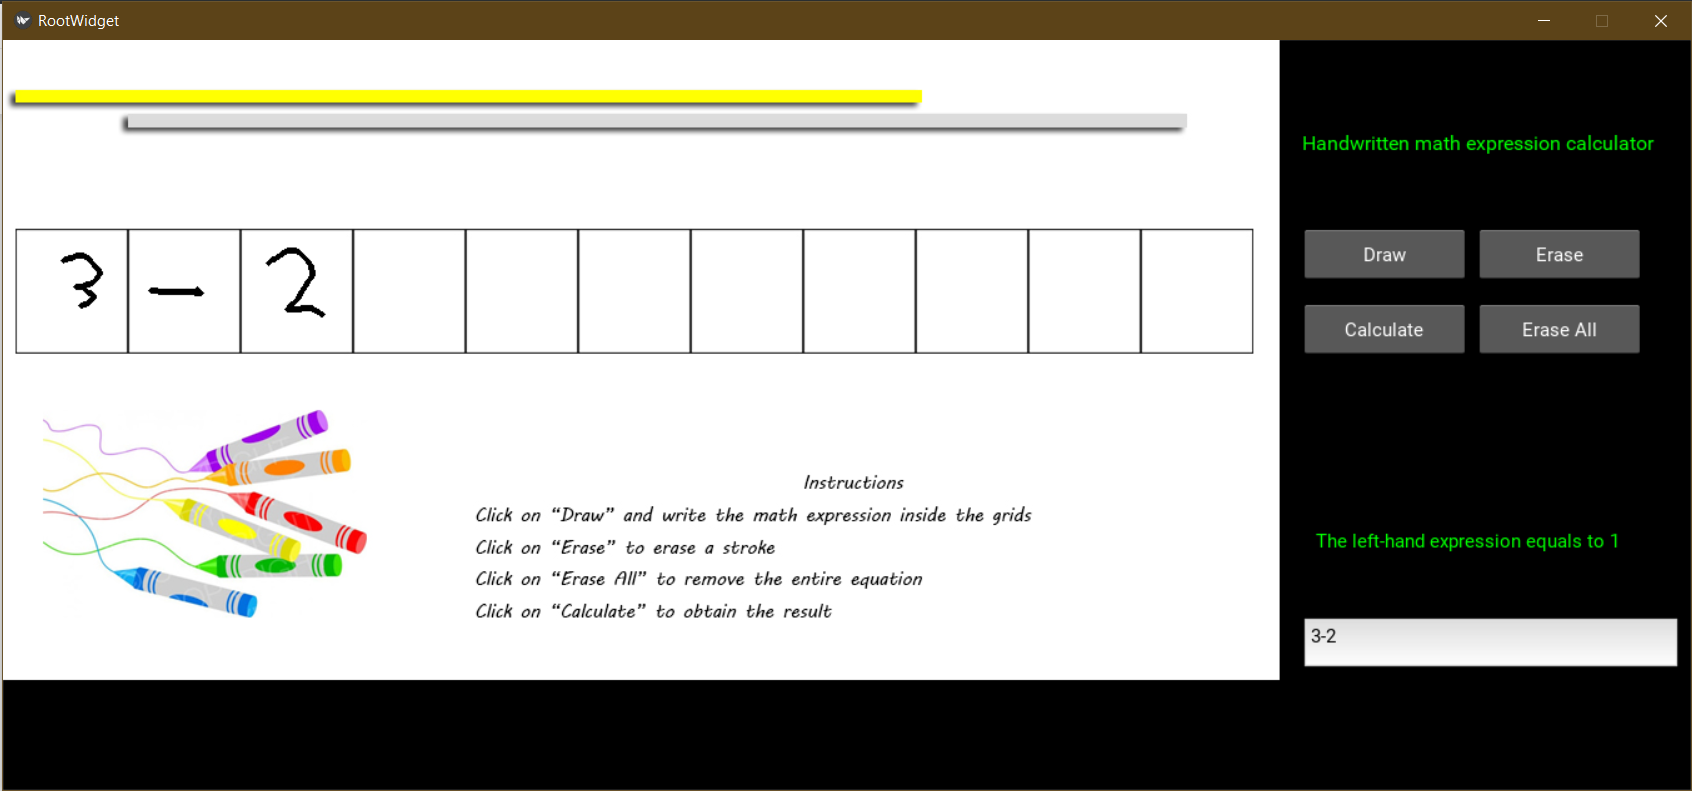 RootWidget
Handwritten math expression calculator
3 - 2
Draw
Erase
Calculate
Erase All
Instructions
Click on “Draw” and write the math expression inside the grids
Click on “Erase” to erase a stroke
Click on “Erase All” to remove the entire equation
Click on “Calculate” to obtain the result
The left-hand expression equals to 1
3-2